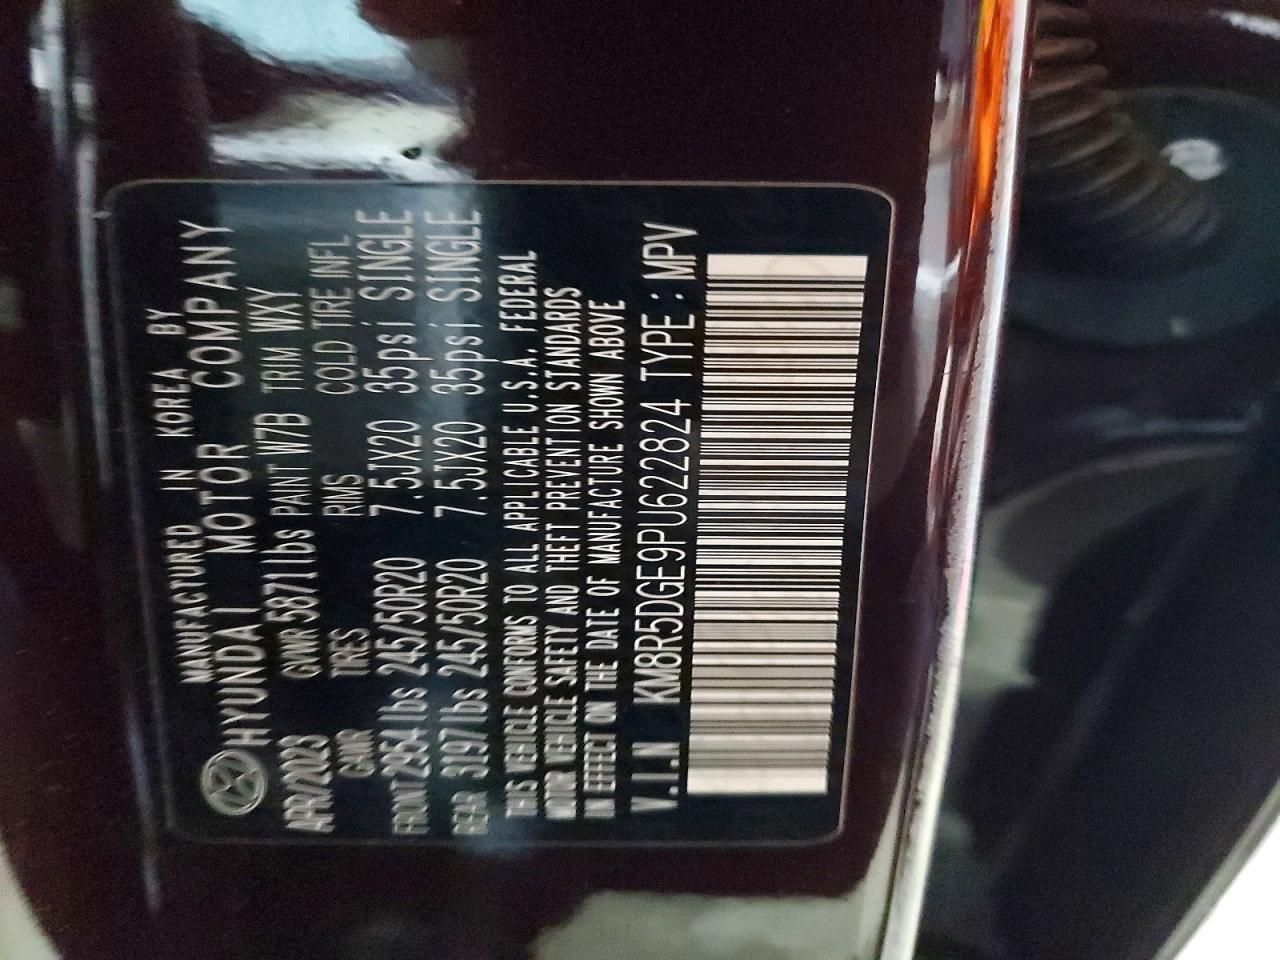 MANUFACTURED IN KOREA BY
HYUNDAI MOTOR COMPANY
APR/2023 GVWR 5871lbs PAINT W7B TRIM WXY
GAWR TIRES RMS COLD TIRE INFL
FRONT 2954lbs 245/50R20 7.5JX20 35psi SINGLE
REAR 3197lbs 245/50R20 7.5JX20 35psi SINGLE
THIS VEHICLE CONFORMS TO ALL APPLICABLE U.S.A. FEDERAL
MOTOR VEHICLE SAFETY AND THEFT PREVENTION STANDARDS
IN EFFECT ON THE DATE OF MANUFACTURE SHOWN ABOVE
V.I.N KM8R5DGE9PU622824 TYPE : MPV